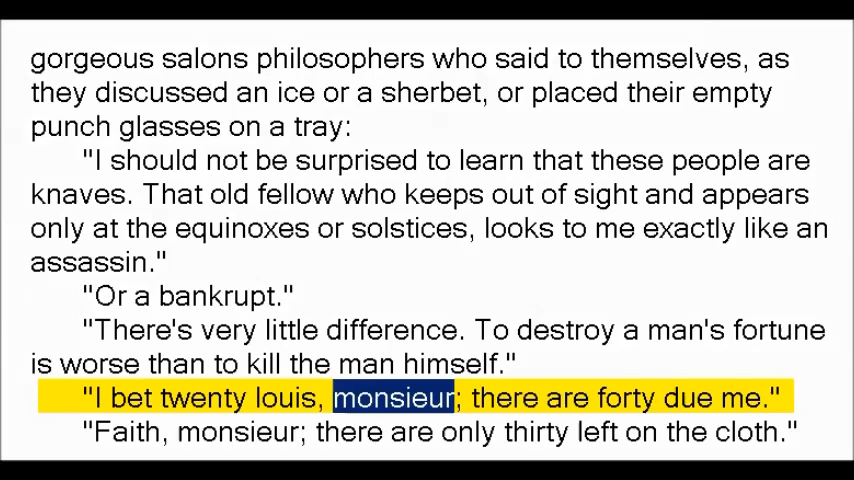 gorgeous salons philosophers who said to themselves, as
they discussed an ice or a sherbet, or placed their empty
punch glasses on a tray:
"I should not be surprised to learn that these people are
knaves. That old fellow who keeps out of sight and appears
only at the equinoxes or solstices, looks to me exactly like an
assassin."
"Or a bankrupt."
"There's very little difference. To destroy a man's fortune
is worse than to kill the man himself."
"I bet twenty louis, monsieur; there are forty due me."
"Faith, monsieur; there are only thirty left on the cloth."